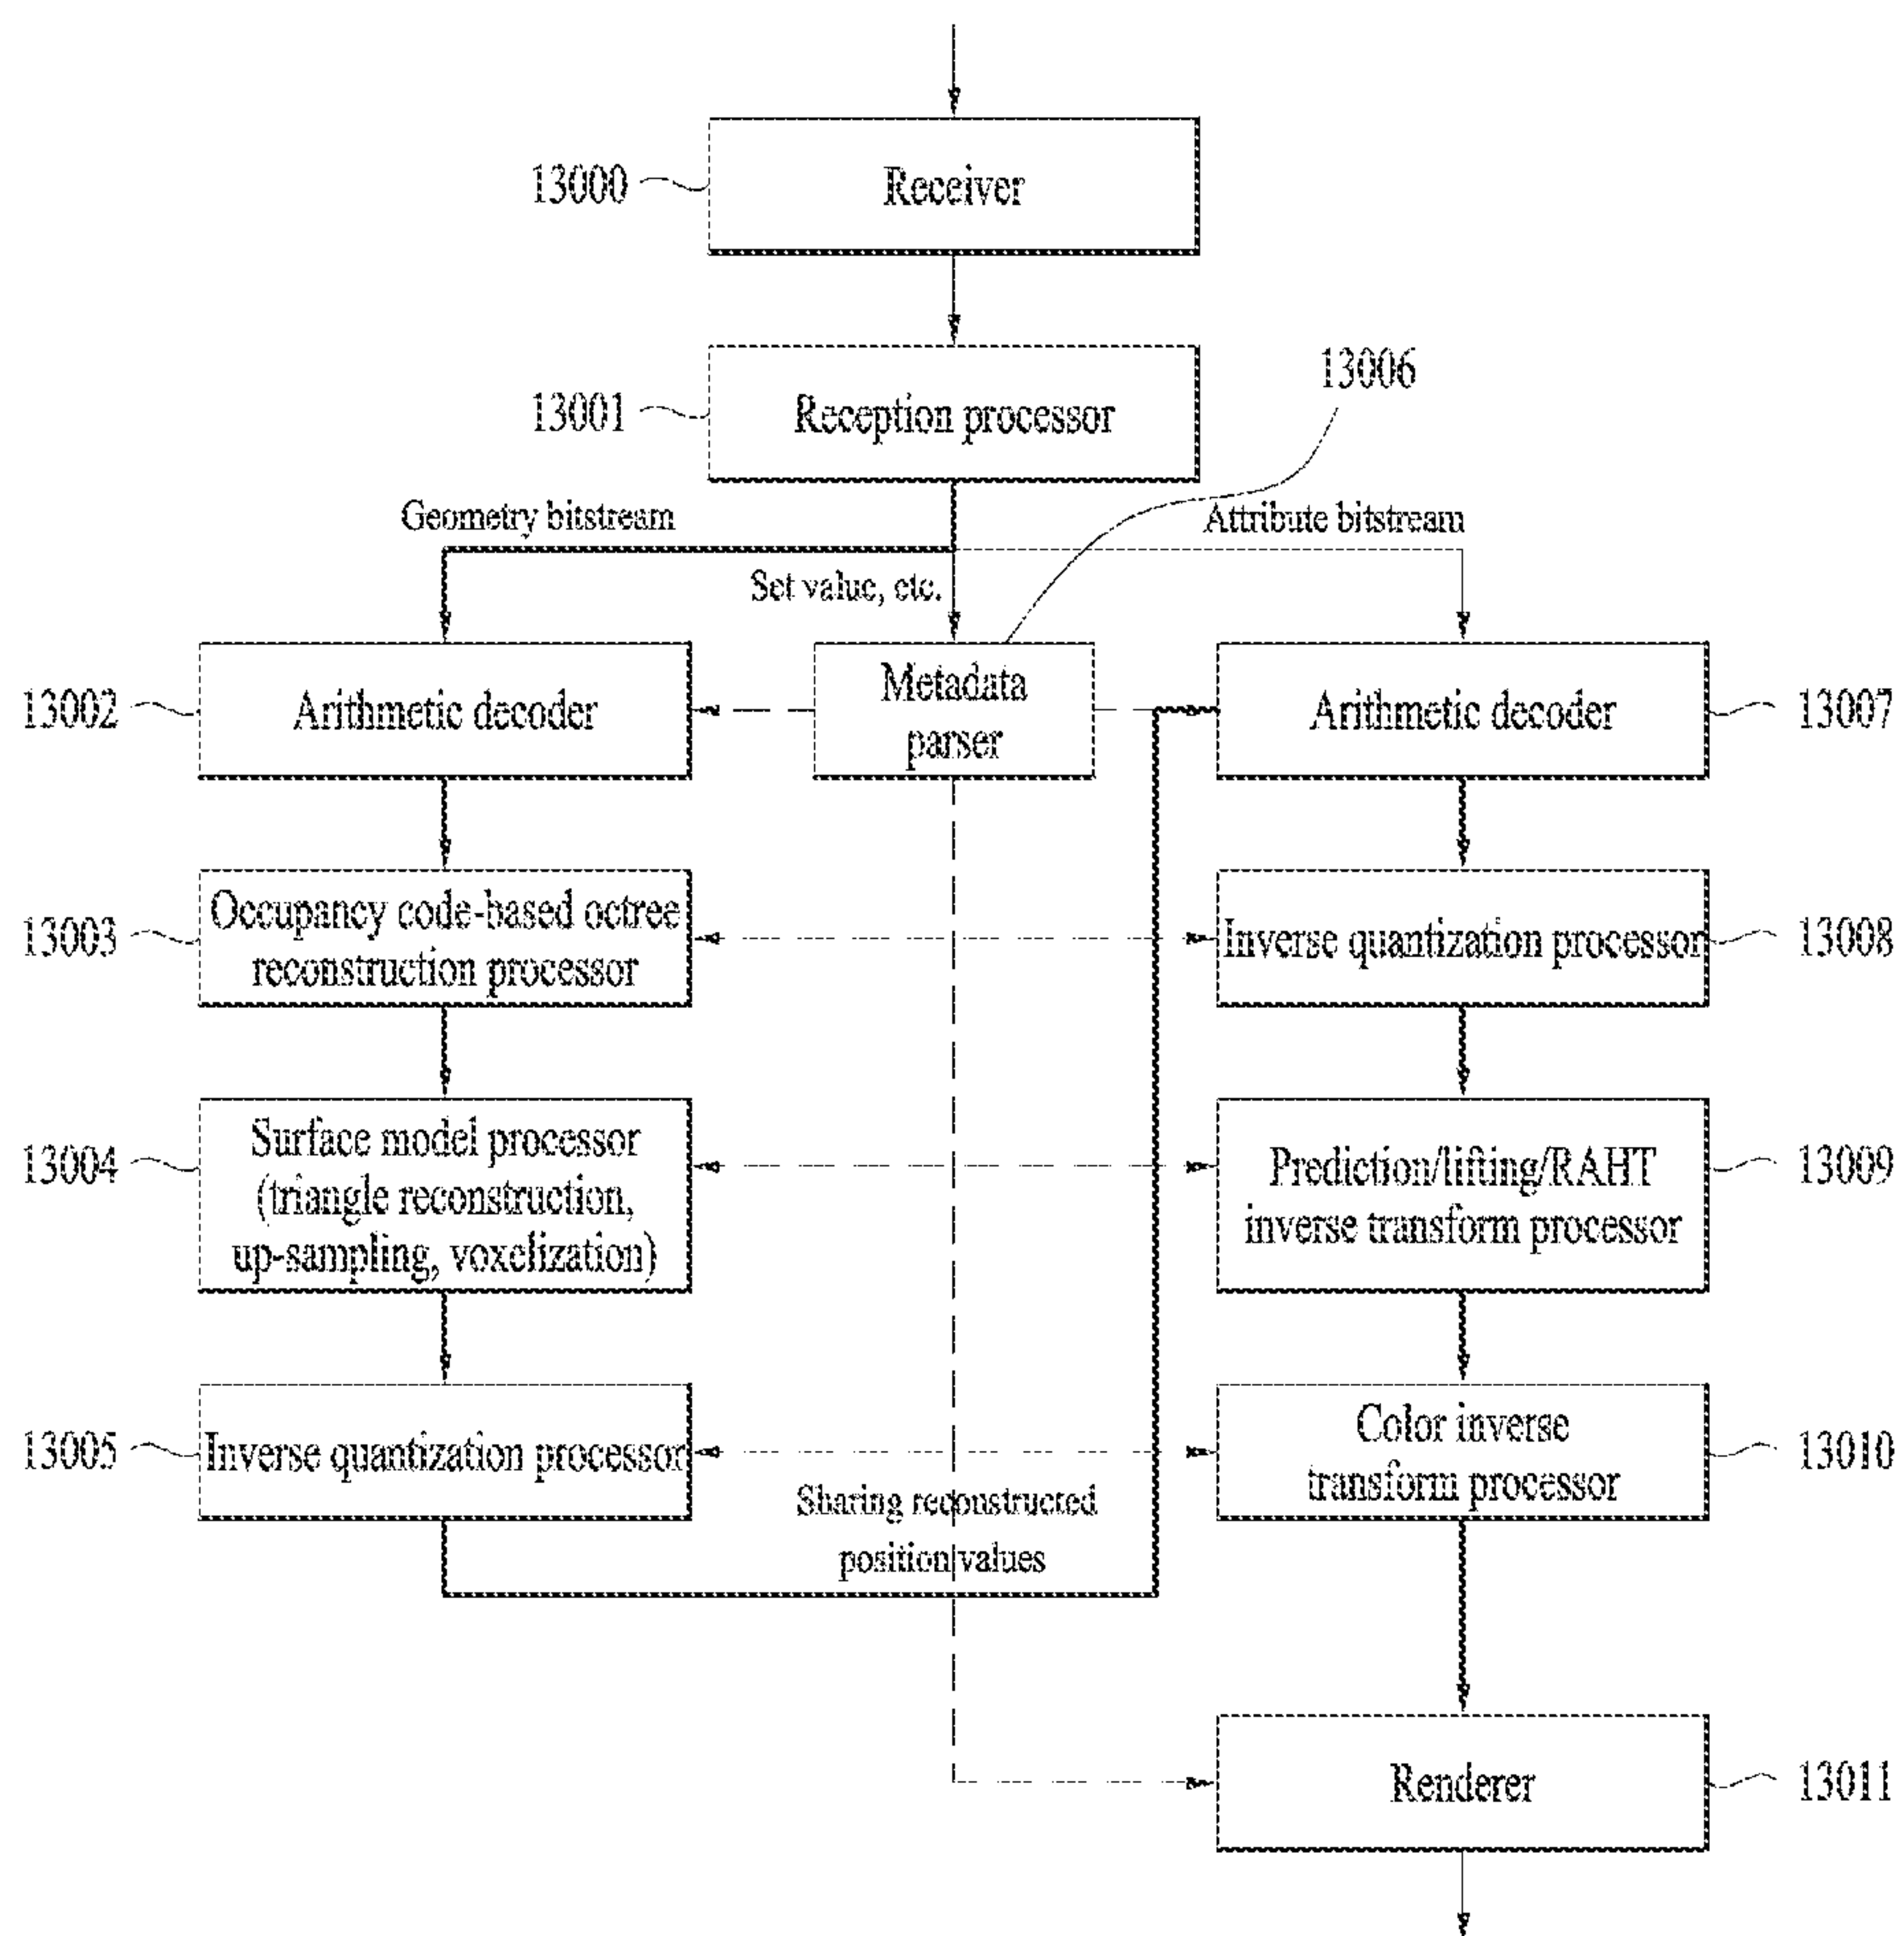 13000
Receiver
13001
Reception processor
13006
Geometry bitstream
Attribute bitstream
Set value, etc.
13002
Arithmetic decoder
Metadata
parser
Arithmetic decoder
13007
13003
Occupancy code-based octree
reconstruction processor
Inverse quantization processor
13008
13004
Surface model processor
(triangle reconstruction,
up-sampling, voxelization)
Prediction/lifting/RAHT
inverse transform processor
13009
13005
Inverse quantization processor
Color inverse
transform processor
13010
Sharing reconstructed
position values
Renderer
13011